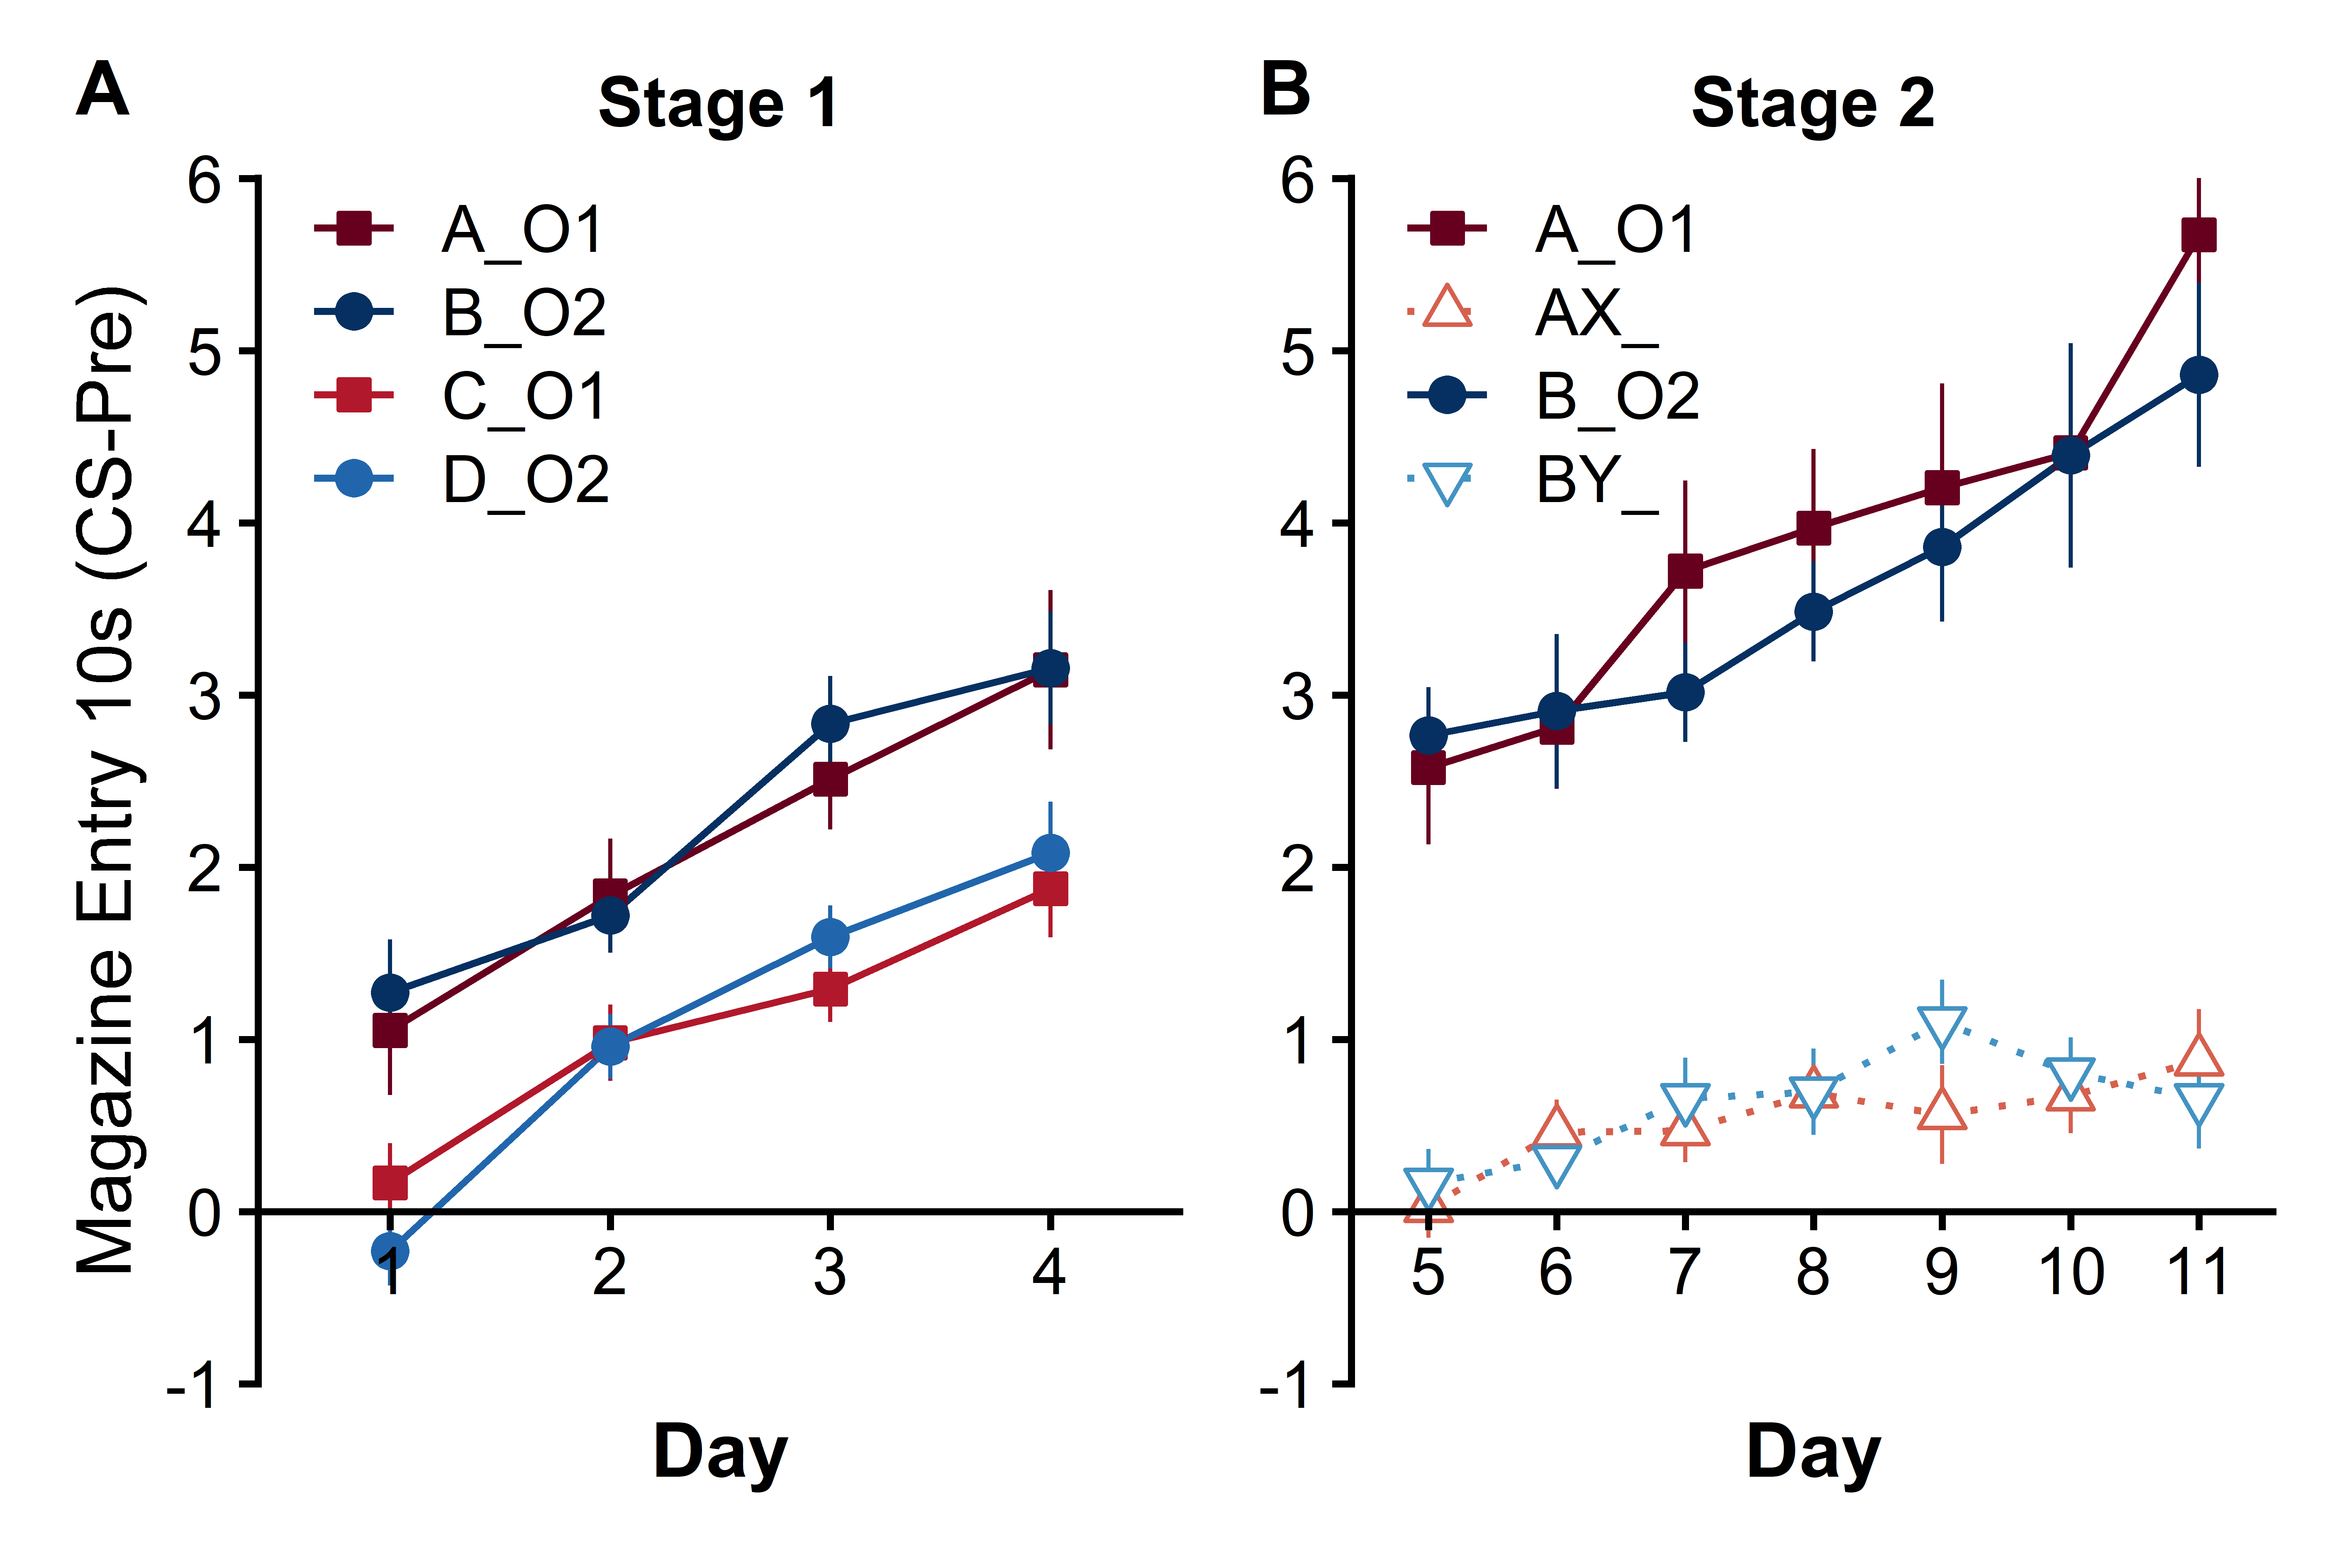 A
Stage 1
Magazine Entry 10s (CS-Pre)
6
5
4
3
2
1
0
-1
A_O1
B_O2
C_O1
D_O2
1 2 3 4
Day
B
Stage 2
6
5
4
3
2
1
0
-1
A_O1
AX_
B_O2
BY_
5 6 7 8 9 10 11
Day